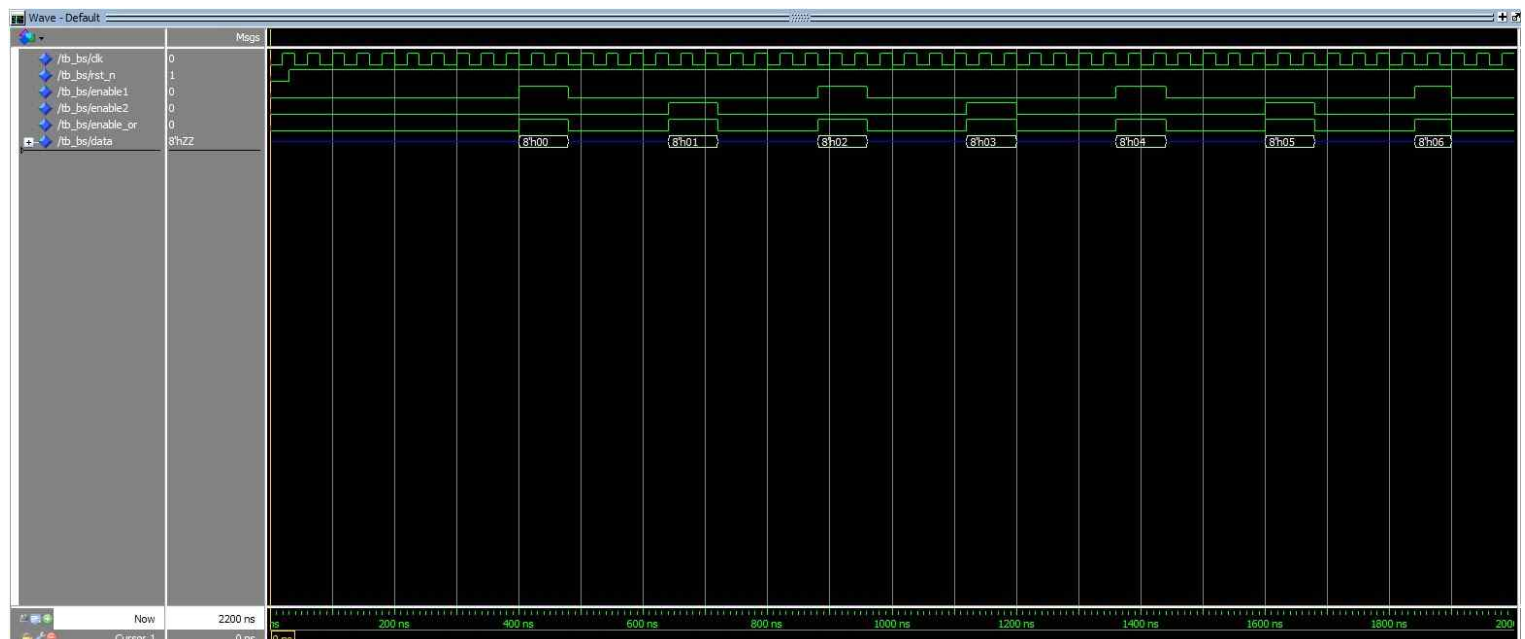 Wave - Default
Msgs
/tb_bs/clk 0
/tb_bs/rst_n 1
/tb_bs/enable1 0
/tb_bs/enable2 0
/tb_bs/enable_or 0
/tb_bs/data 8'hZZ 8'h00 8'h01 8'h02 8'h03 8'h04 8'h05 8'h06
Now 2200 ns ns 200 ns 400 ns 600 ns 800 ns 1000 ns 1200 ns 1400 ns 1600 ns 1800 ns 200
Cursor 1 0 ns 0 ns